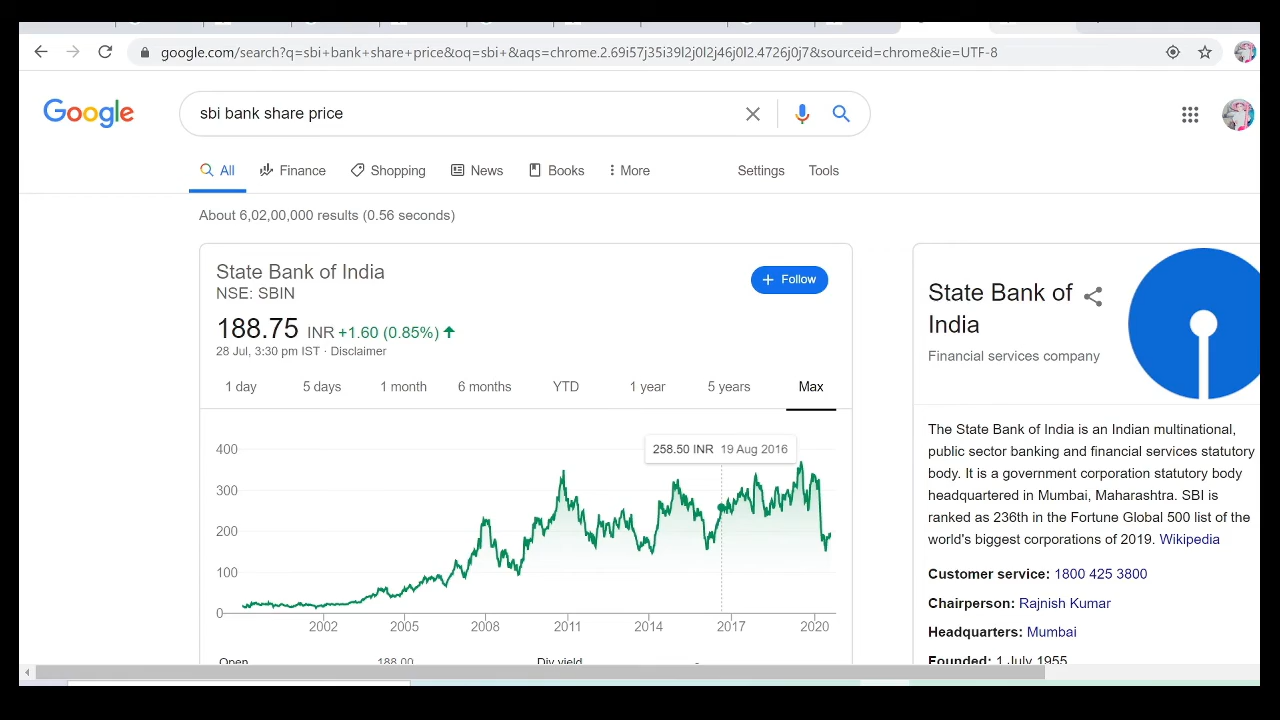 google.com/search?q=sbi+bank+share+price&oq=sbi+&aqs=chrome.2.69i57j35i39l2j0l2j46j0l2.4726j0j7&sourceid=chrome&ie=UTF-8
Google
sbi bank share price
All Finance Shopping News Books More Settings Tools
About 6,02,00,000 results (0.56 seconds)
State Bank of India
NSE: SBIN
+ Follow
188.75 INR +1.60 (0.85%)
28 Jul, 3:30 pm IST · Disclaimer
1 day 5 days 1 month 6 months YTD 1 year 5 years Max
258.50 INR 19 Aug 2016
400
300
200
100
0
2002 2005 2008 2011 2014 2017 2020
Open 188.00 Div yield
State Bank of
India
Financial services company
The State Bank of India is an Indian multinational,
public sector banking and financial services statutory
body. It is a government corporation statutory body
headquartered in Mumbai, Maharashtra. SBI is
ranked as 236th in the Fortune Global 500 list of the
world's biggest corporations of 2019. Wikipedia
Customer service: 1800 425 3800
Chairperson: Rajnish Kumar
Headquarters: Mumbai
Founded: 1 July 1955